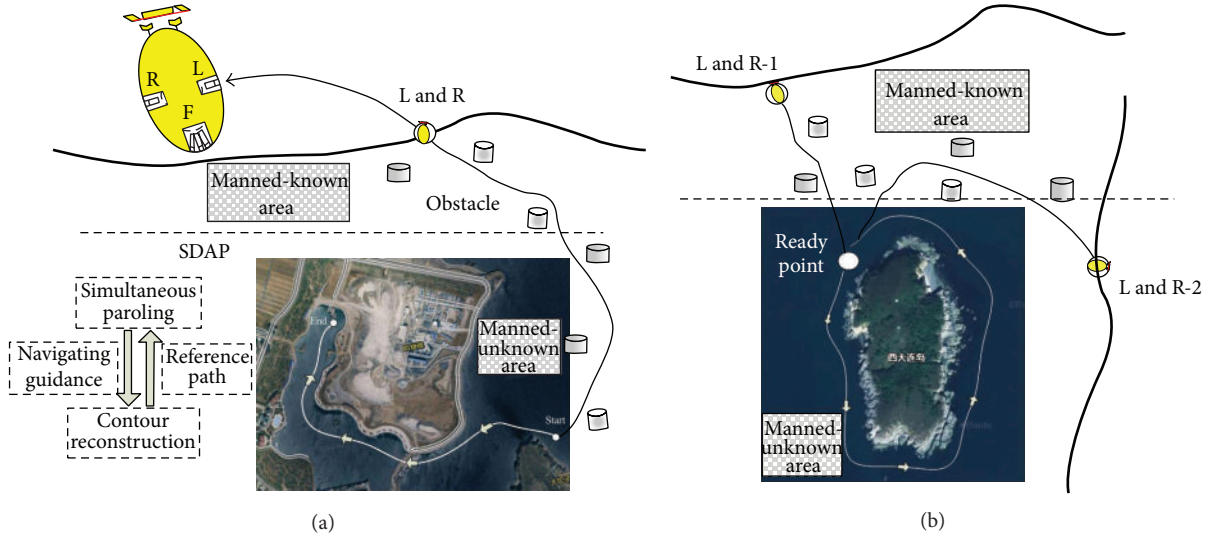 R
L
F
L and R
Manned-known
area
Obstacle
SDAP
Simultaneous
paroling
Navigating
guidance
Reference
path
Contour
reconstruction
End
Manned-
unknown
area
Start
(a)
L and R-1
Manned-known
area
Ready
point
L and R-2
西大连岛
Manned-
unknown
area
(b)